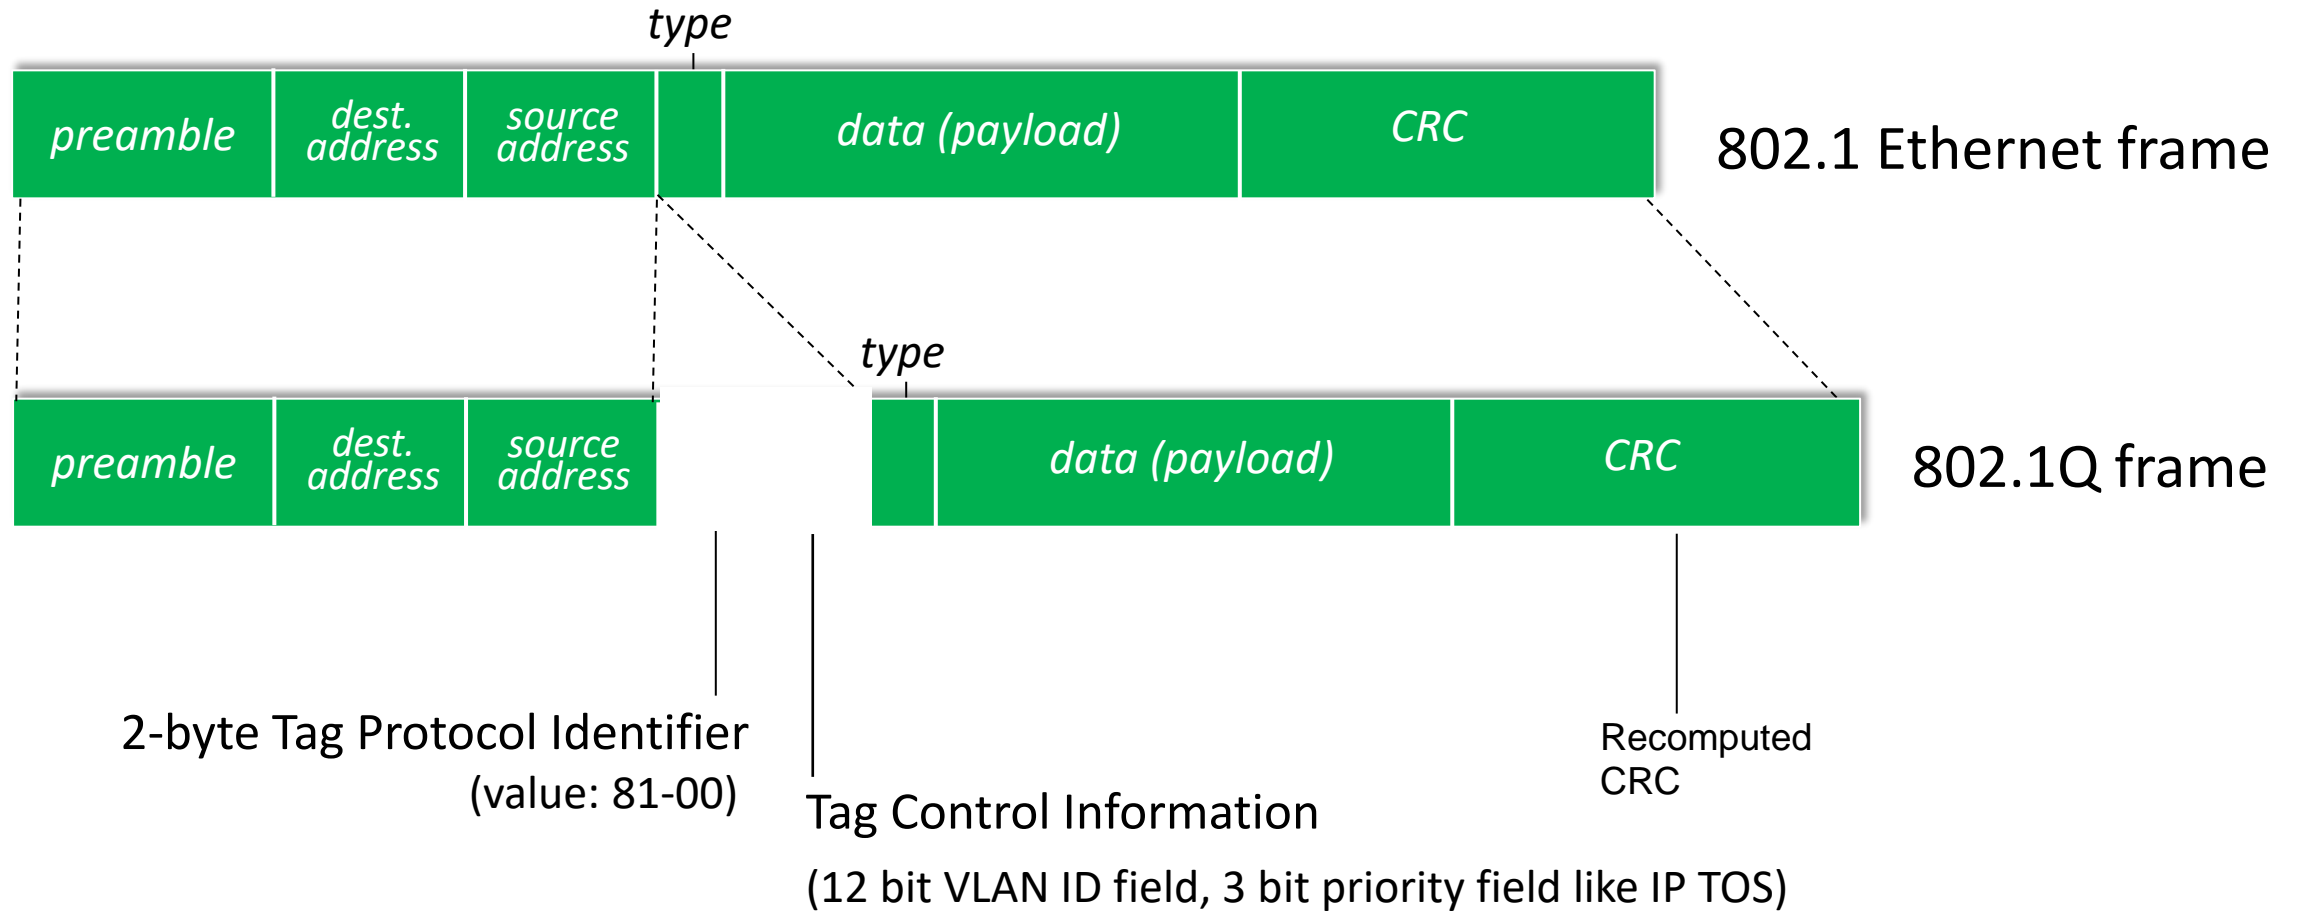 type
preamble
dest.
address
source
address
data (payload)
CRC
802.1 Ethernet frame
type
preamble
dest.
address
source
address
data (payload)
CRC
802.1Q frame
2-byte Tag Protocol Identifier
(value: 81-00)
Recomputed
CRC
Tag Control Information
(12 bit VLAN ID field, 3 bit priority field like IP TOS)